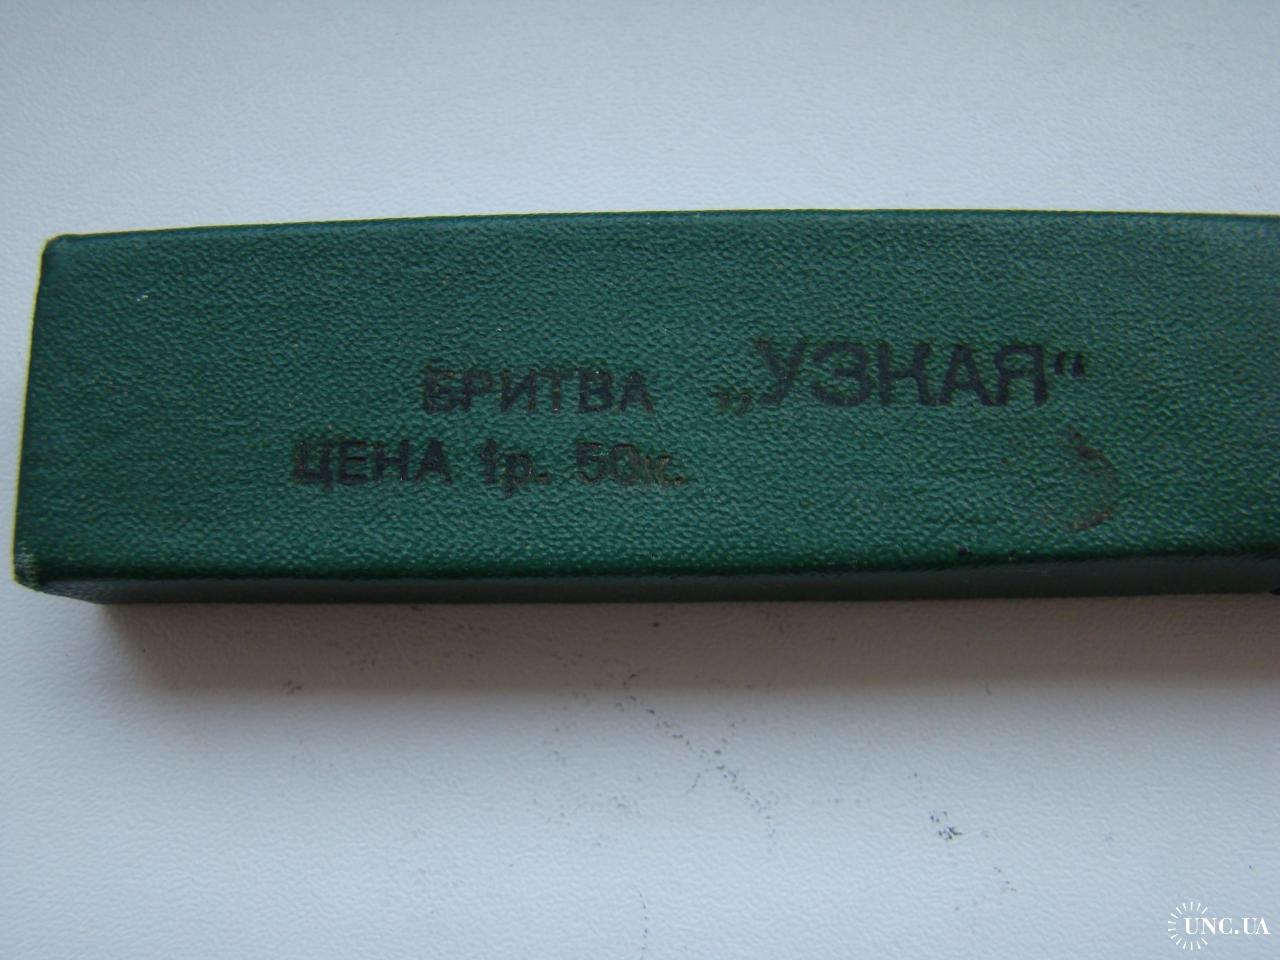 БРИТВА „УЗКАЯ“
ЦЕНА 1р. 50к.
UNC.UA